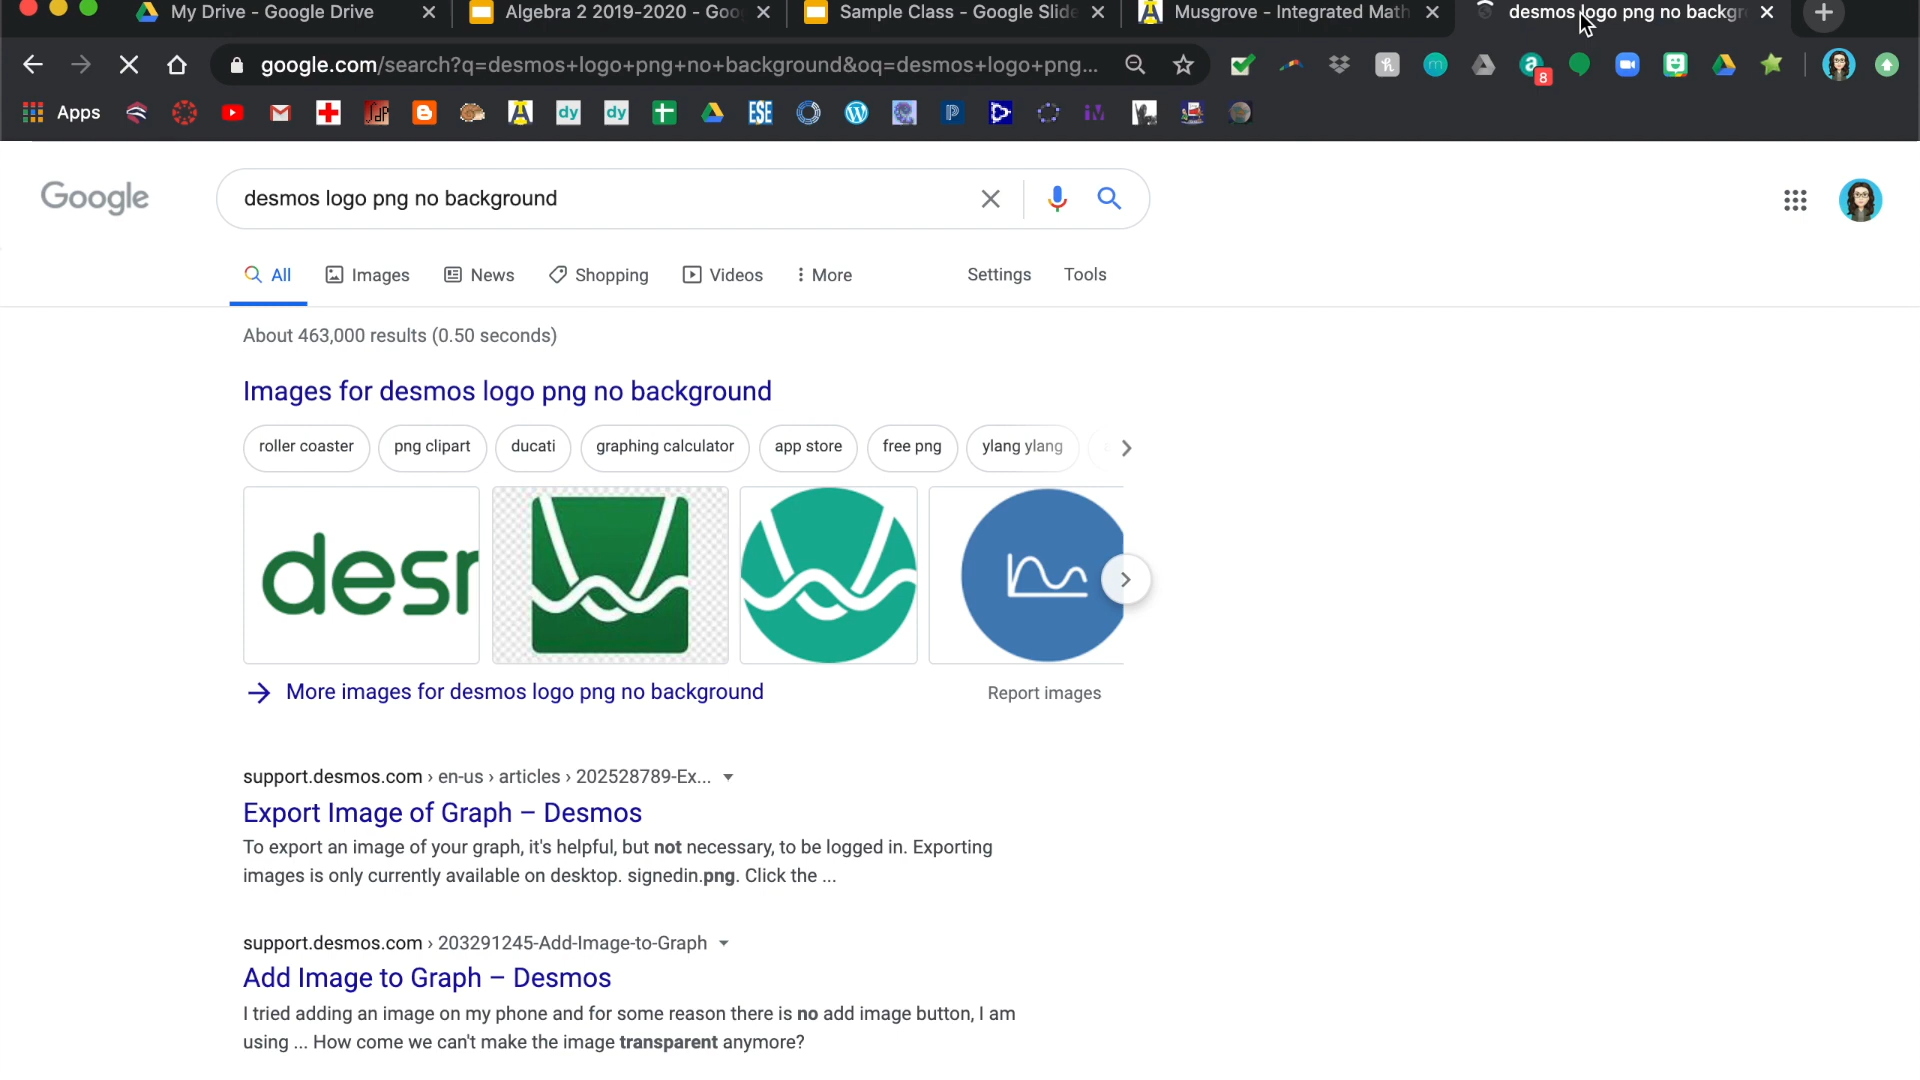 My Drive - Google Drive
Algebra 2 2019-2020 - Goo
Sample Class - Google Slide
Musgrove - Integrated Math
desmos logo png no backgr
google.com/search?q=desmos+logo+png+no+background&oq=desmos+logo+png...
8
Apps
dy
dy
ESE
Google
desmos logo png no background
All
Images
News
Shopping
Videos
More
Settings
Tools
About 463,000 results (0.50 seconds)
Images for desmos logo png no background
roller coaster
png clipart
ducati
graphing calculator
app store
free png
ylang ylang
desm
More images for desmos logo png no background
Report images
support.desmos.com › en-us › articles › 202528789-Ex...
Export Image of Graph – Desmos
To export an image of your graph, it's helpful, but not necessary, to be logged in. Exporting
images is only currently available on desktop. signedin.png. Click the ...
support.desmos.com › 203291245-Add-Image-to-Graph
Add Image to Graph – Desmos
I tried adding an image on my phone and for some reason there is no add image button, I am
using ... How come we can't make the image transparent anymore?